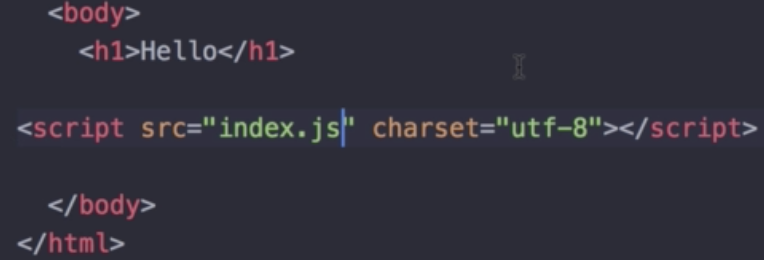 <body>
<h1>Hello</h1>
<script src="index.js" charset="utf-8"></script>
</body>
</html>